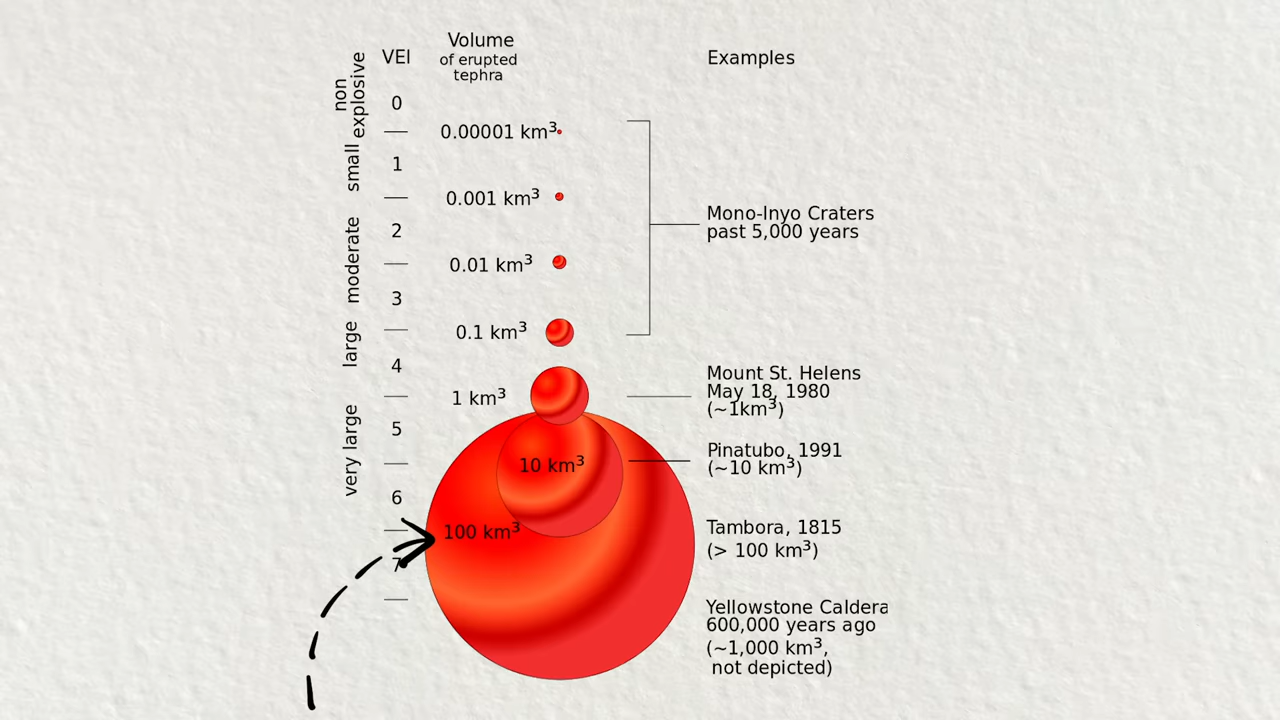 VEI
Volume
of erupted
tephra
Examples
non
explosive
small
moderate
large
very large
0
1
2
3
4
5
6
7
0.00001 km³
0.001 km³
0.01 km³
0.1 km³
1 km³
10 km³
100 km³
Mono-Inyo Craters
past 5,000 years
Mount St. Helens
May 18, 1980
(~1km³)
Pinatubo, 1991
(~10 km³)
Tambora, 1815
(> 100 km³)
Yellowstone Caldera
600,000 years ago
(~1,000 km³,
not depicted)